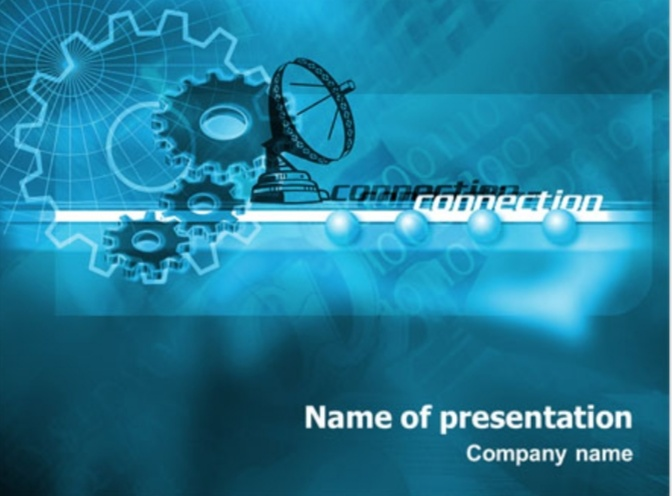 connection
connection
Name of presentation
Company name